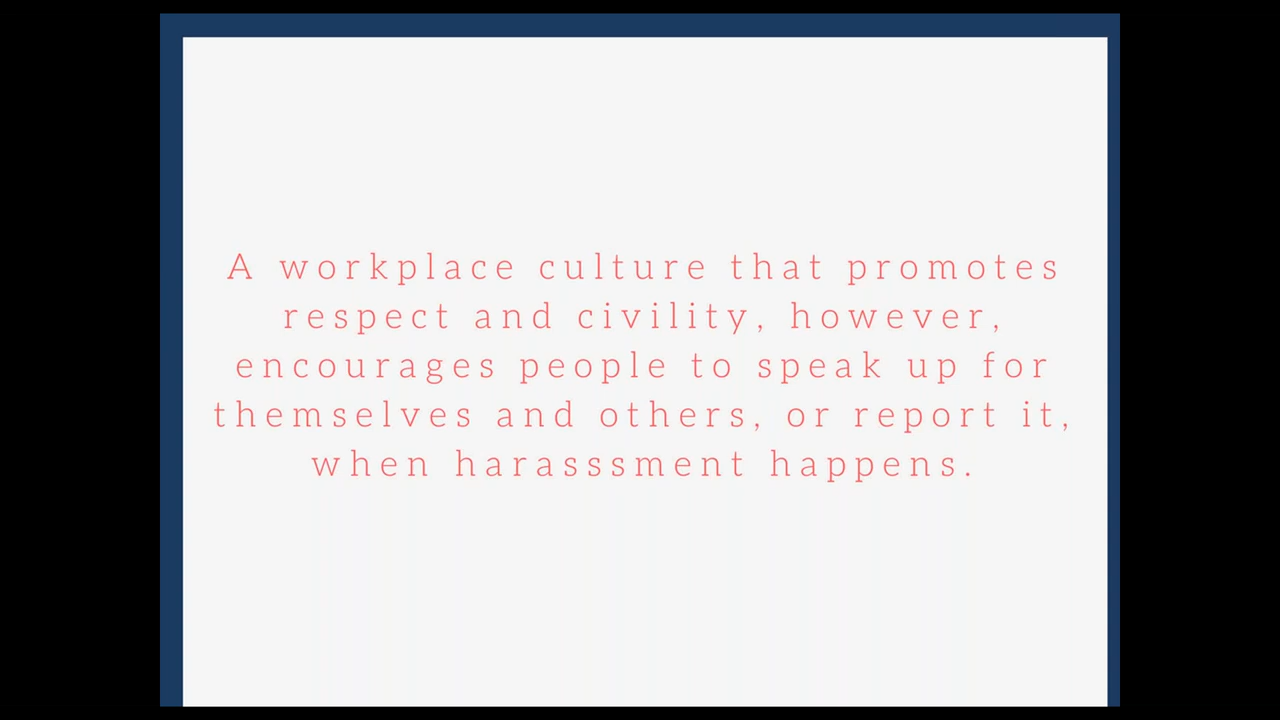 A workplace culture that promotes
respect and civility, however,
encourages people to speak up for
themselves and others, or report it,
when harasssment happens.